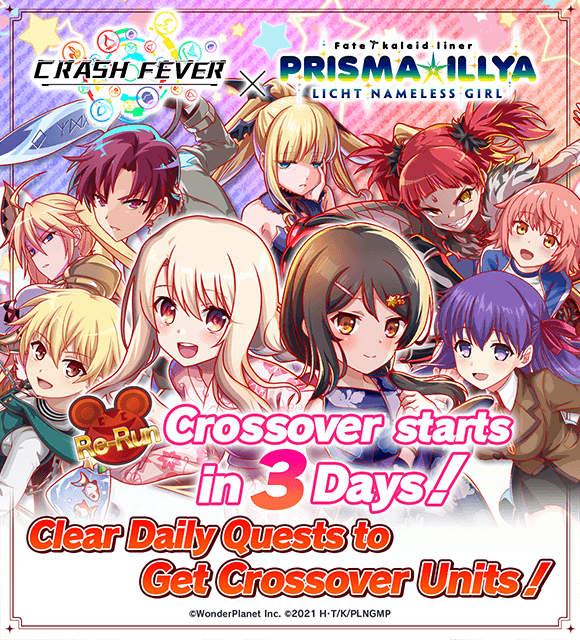 CRASH FEVER
×
Fate/kaleid liner
PRISMA☆ILLYA
LICHT NAMELESS GIRL
Re-Run
Crossover starts
in 3 Days!
Clear Daily Quests to
Get Crossover Units!
©WonderPlanet Inc. ©2021 H・T/K/PLNGMP